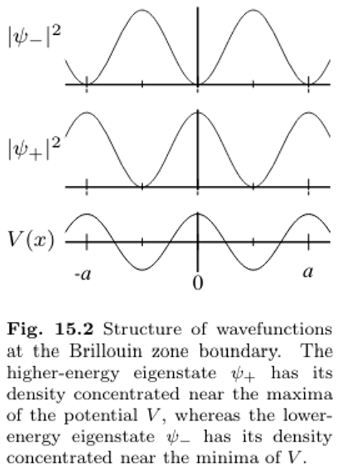 |ψ₋|²
|ψ₊|²
V(x)
-a
0
a
Fig. 15.2 Structure of wavefunctions
at the Brillouin zone boundary. The
higher-energy eigenstate ψ₊ has its
density concentrated near the maxima
of the potential V, whereas the lower-
energy eigenstate ψ₋ has its density
concentrated near the minima of V.